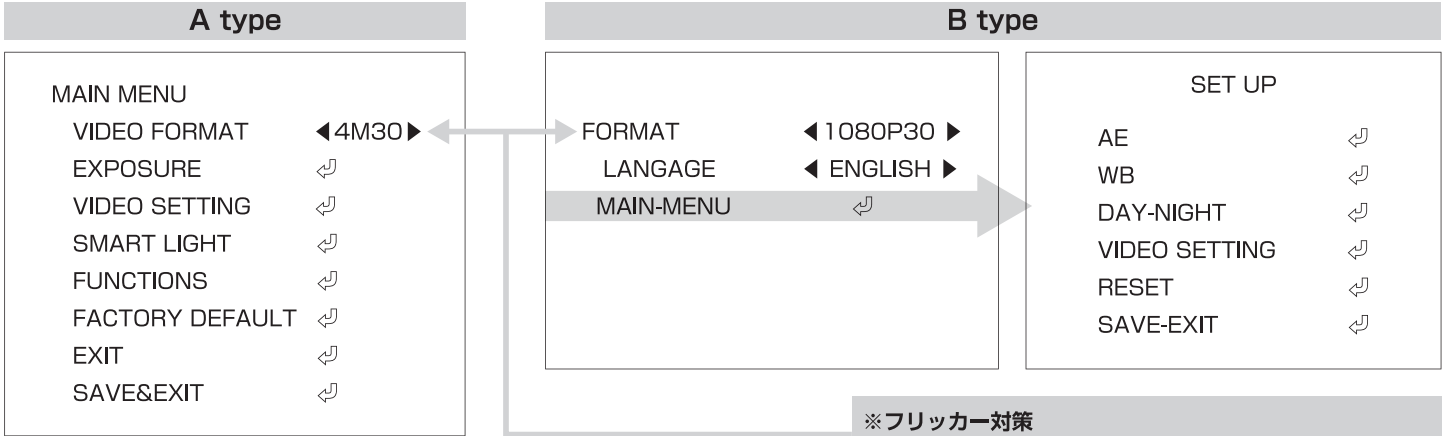 A type
MAIN MENU
VIDEO FORMAT ◀4M30▶
EXPOSURE ⏎
VIDEO SETTING ⏎
SMART LIGHT ⏎
FUNCTIONS ⏎
FACTORY DEFAULT ⏎
EXIT ⏎
SAVE&EXIT ⏎
B type
FORMAT ◀1080P30 ▶
LANGAGE ◀ ENGLISH ▶
MAIN-MENU ⏎
SET UP
AE ⏎
WB ⏎
DAY-NIGHT ⏎
VIDEO SETTING ⏎
RESET ⏎
SAVE-EXIT ⏎
※フリッカー対策